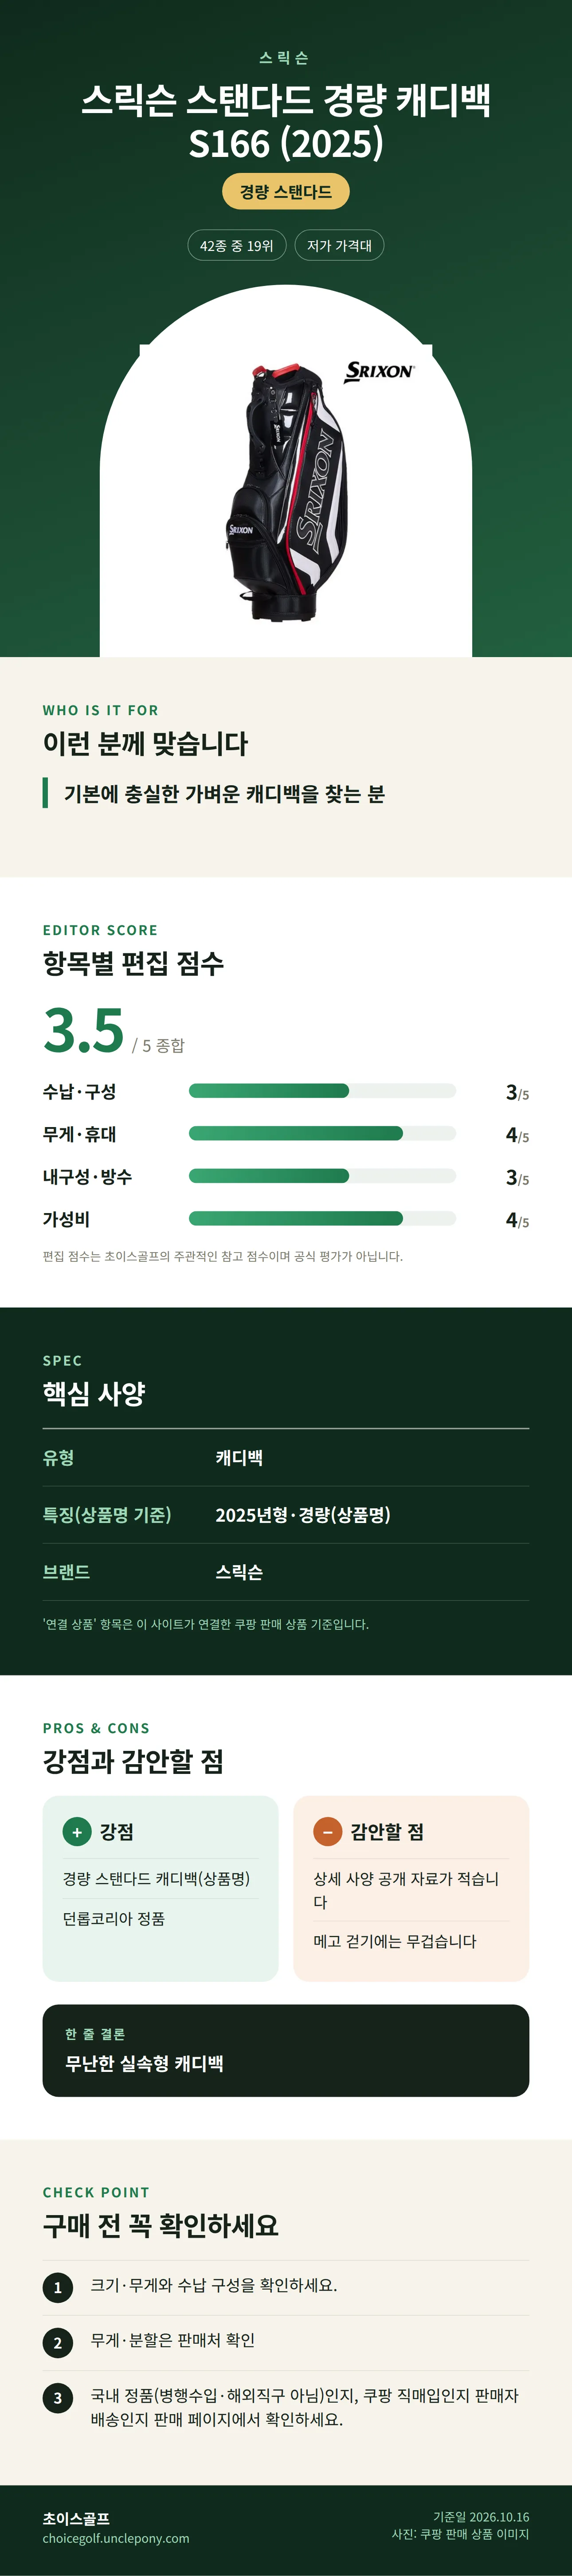 스릭슨
스릭슨 스탠다드 경량 캐디백
S166 (2025)
경량 스탠다드
42종 중 19위
저가 가격대
SRIXON
SRIXON
SRIXON
SRIXON
WHO IS IT FOR
이런 분께 맞습니다
기본에 충실한 가벼운 캐디백을 찾는 분
EDITOR SCORE
항목별 편집 점수
3.5 / 5 종합
수납·구성 3/5
무게·휴대 4/5
내구성·방수 3/5
가성비 4/5
편집 점수는 초이스골프의 주관적인 참고 점수이며 공식 평가가 아닙니다.
SPEC
핵심 사양
유형 캐디백
특징(상품명 기준) 2025년형·경량(상품명)
브랜드 스릭슨
'연결 상품' 항목은 이 사이트가 연결한 쿠팡 판매 상품 기준입니다.
PROS & CONS
강점과 감안할 점
+ 강점
경량 스탠다드 캐디백(상품명)
던롭코리아 정품
− 감안할 점
상세 사양 공개 자료가 적습니
다
메고 걷기에는 무겁습니다
한 줄 결론
무난한 실속형 캐디백
CHECK POINT
구매 전 꼭 확인하세요
1 크기·무게와 수납 구성을 확인하세요.
2 무게·분할은 판매처 확인
3 국내 정품(병행수입·해외직구 아님)인지, 쿠팡 직매입인지 판매자
배송인지 판매 페이지에서 확인하세요.
초이스골프
choicegolf.unclepony.com
기준일 2026.10.16
사진: 쿠팡 판매 상품 이미지